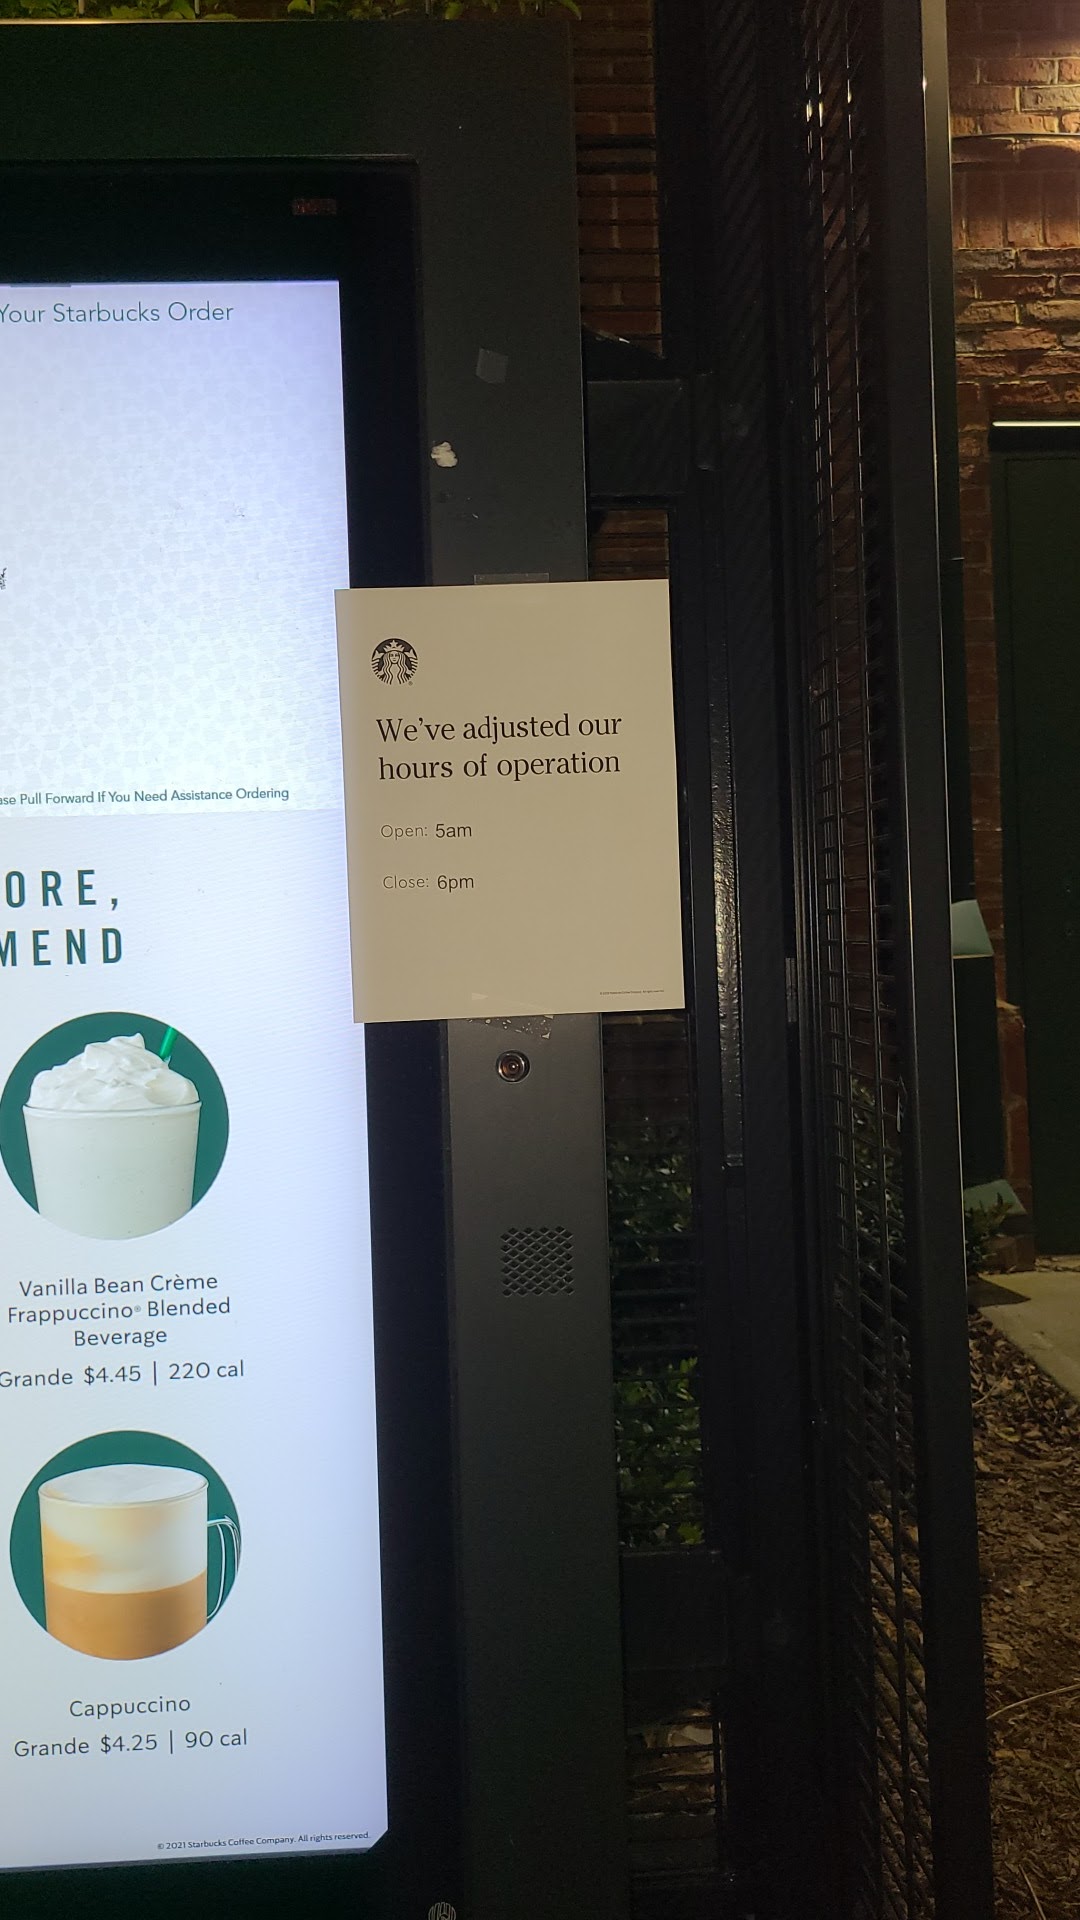 Your Starbucks Order
Pull Forward If You Need Assistance Ordering
We've adjusted our
hours of operation
Open: 5am
Close: 6pm
ORE,
MEND
Vanilla Bean Crème
Frappuccino® Blended
Beverage
Grande $4.45 | 220 cal
Cappuccino
Grande $4.25 | 90 cal
© 2021 Starbucks Coffee Company. All rights reserved.